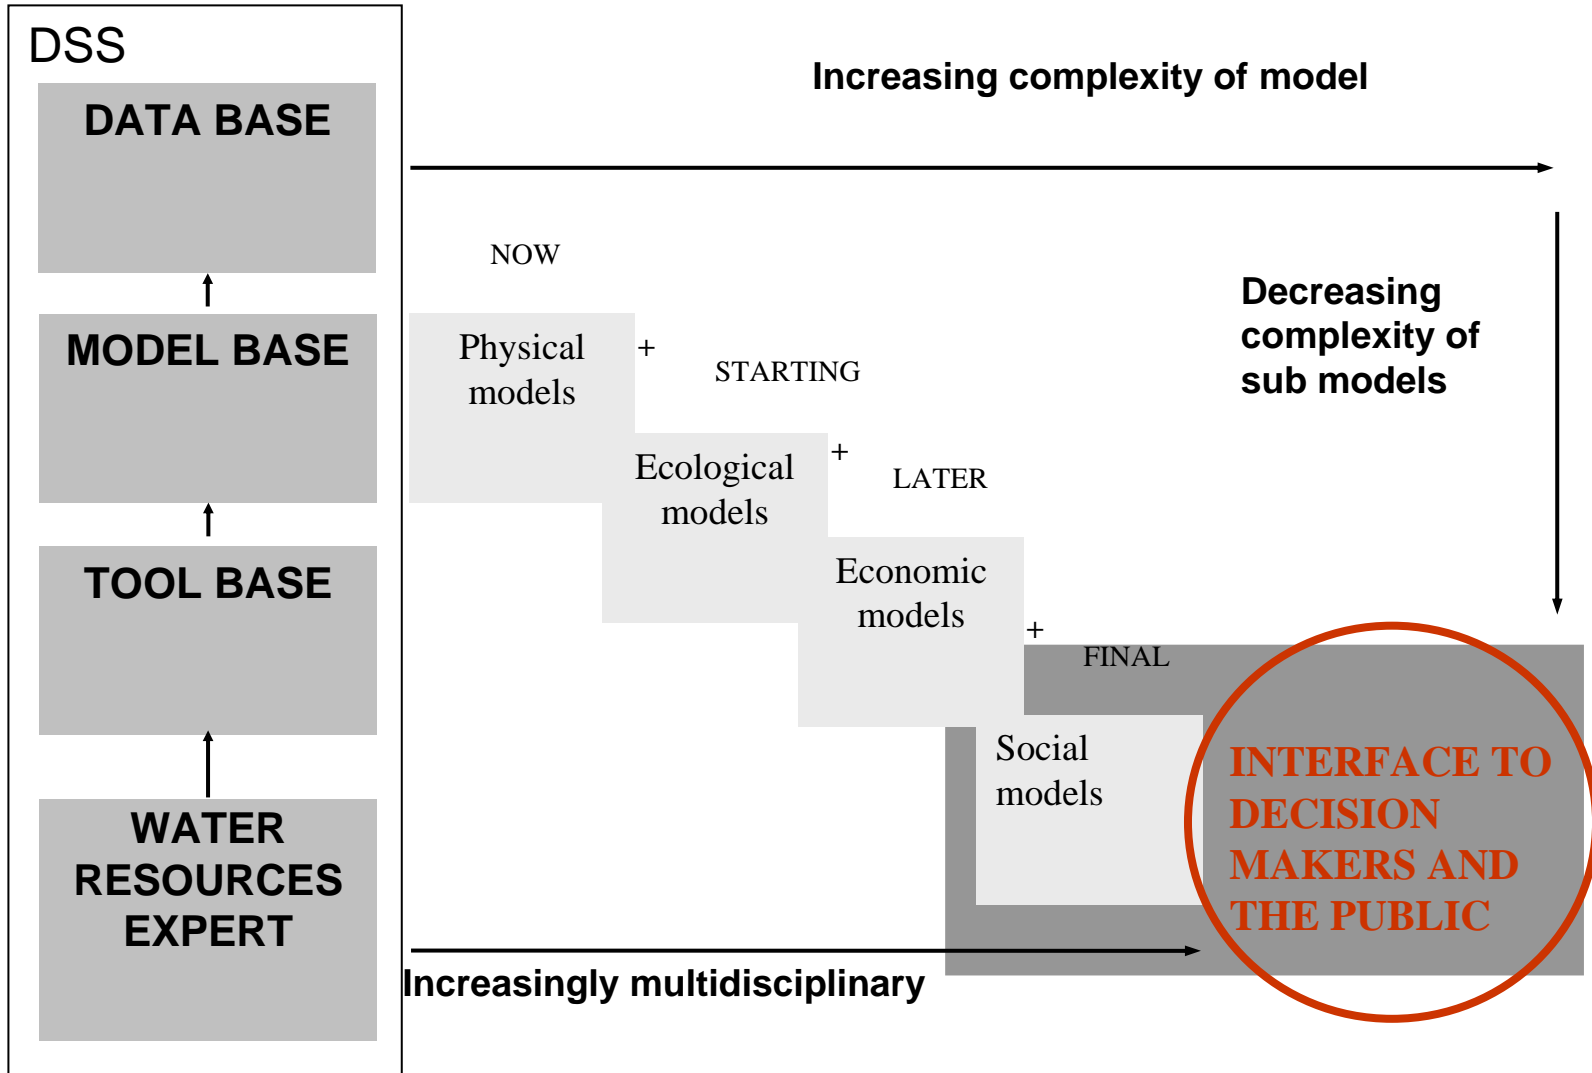 DSS
DATA BASE
MODEL BASE
TOOL BASE
WATER
RESOURCES
EXPERT
Increasing complexity of model
NOW
Physical
models
+
STARTING
Ecological
models
+
LATER
Economic
models
+
FINAL
Social
models
Decreasing
complexity of
sub models
INTERFACE TO
DECISION
MAKERS AND
THE PUBLIC
Increasingly multidisciplinary